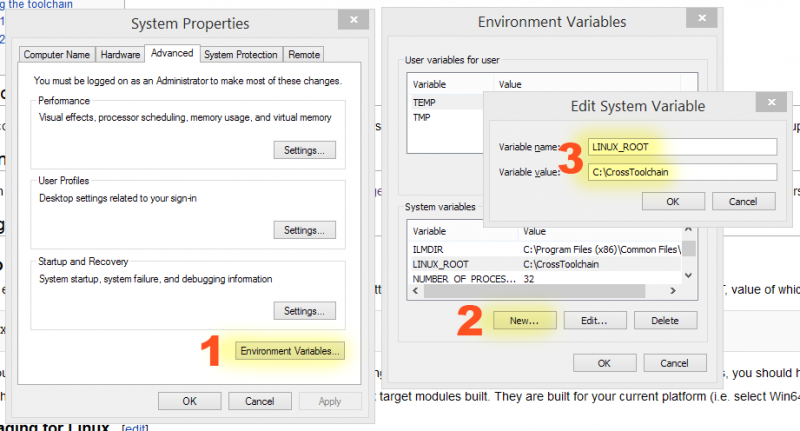 ng the toolchain
System Properties
Computer Name
Hardware
Advanced
System Protection
Remote
You must be logged on as an Administrator to make most of these changes.
Performance
Visual effects, processor scheduling, memory usage, and virtual memory
Settings...
User Profiles
Desktop settings related to your sign-in
Settings...
Startup and Recovery
System startup, system failure, and debugging information
Settings...
1
Environment Variables...
OK
Cancel
Apply
Environment Variables
User variables for user
Variable
Value
TEMP
TMP
Edit System Variable
3
Variable name:
LINUX_ROOT
Variable value:
C:\CrossToolchain
OK
Cancel
System variables
Variable
Value
ILMDIR
C:\Program Files (x86)\Common Files\
LINUX_ROOT
C:\CrossToolchain
NUMBER_OF_PROCES...
32
2
New...
Edit...
Delete
OK
Cancel
, value of which
s, you should h
target modules built. They are built for your current platform (i.e. select Win64
aging for Linux [edit]